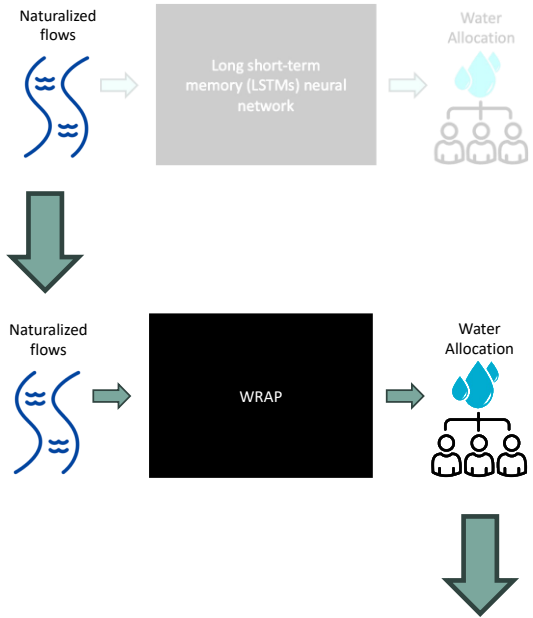 Naturalized
flows
Long short-term
memory (LSTMs) neural
network
Water
Allocation
Naturalized
flows
WRAP
Water
Allocation